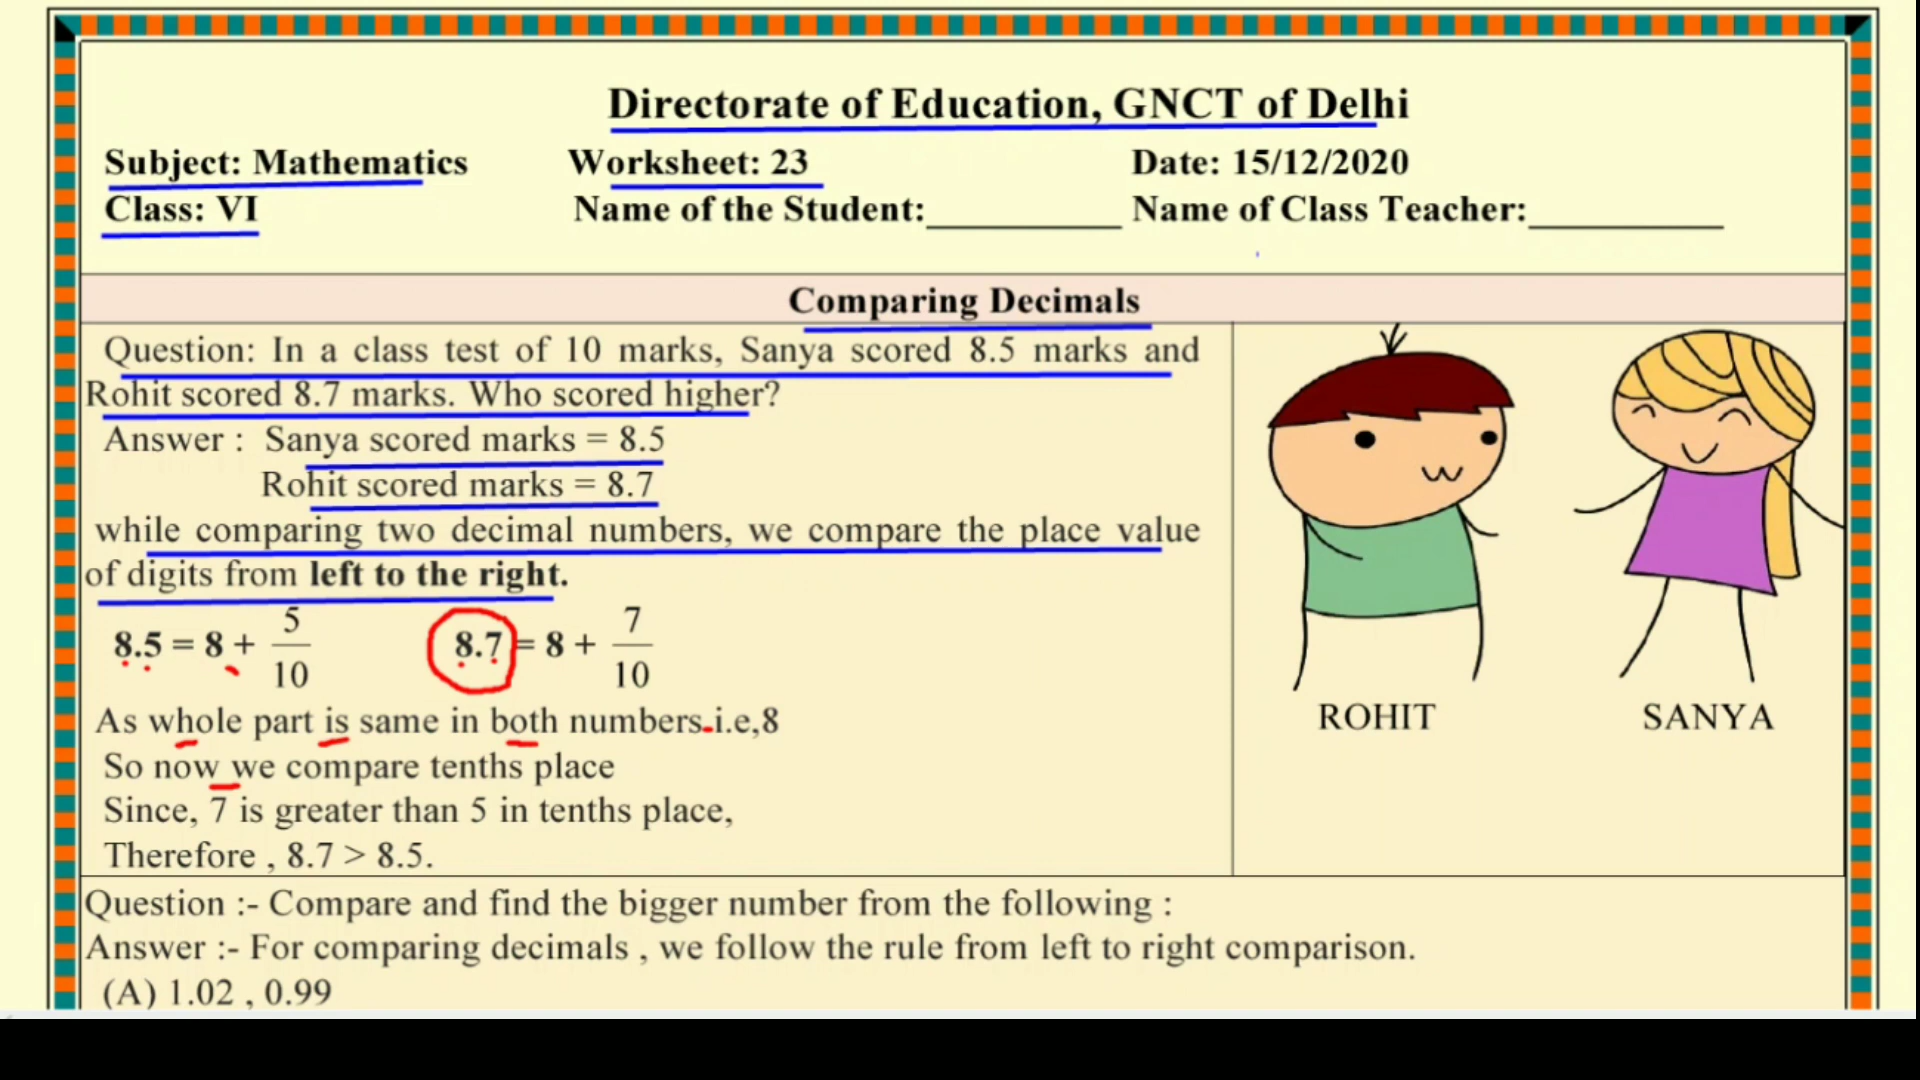 Directorate of Education, GNCT of Delhi
Subject: Mathematics Worksheet: 23 Date: 15/12/2020
Class: VI Name of the Student:__________ Name of Class Teacher:__________
Comparing Decimals
Question: In a class test of 10 marks, Sanya scored 8.5 marks and
Rohit scored 8.7 marks. Who scored higher?
Answer : Sanya scored marks = 8.5
Rohit scored marks = 8.7
while comparing two decimal numbers, we compare the place value
of digits from left to the right.
8.5 = 8 + 5/10 8.7 = 8 + 7/10
As whole part is same in both numbers.i.e,8
So now we compare tenths place
Since, 7 is greater than 5 in tenths place,
Therefore , 8.7 > 8.5.
ROHIT SANYA
Question :- Compare and find the bigger number from the following :
Answer :- For comparing decimals , we follow the rule from left to right comparison.
(A) 1.02 , 0.99